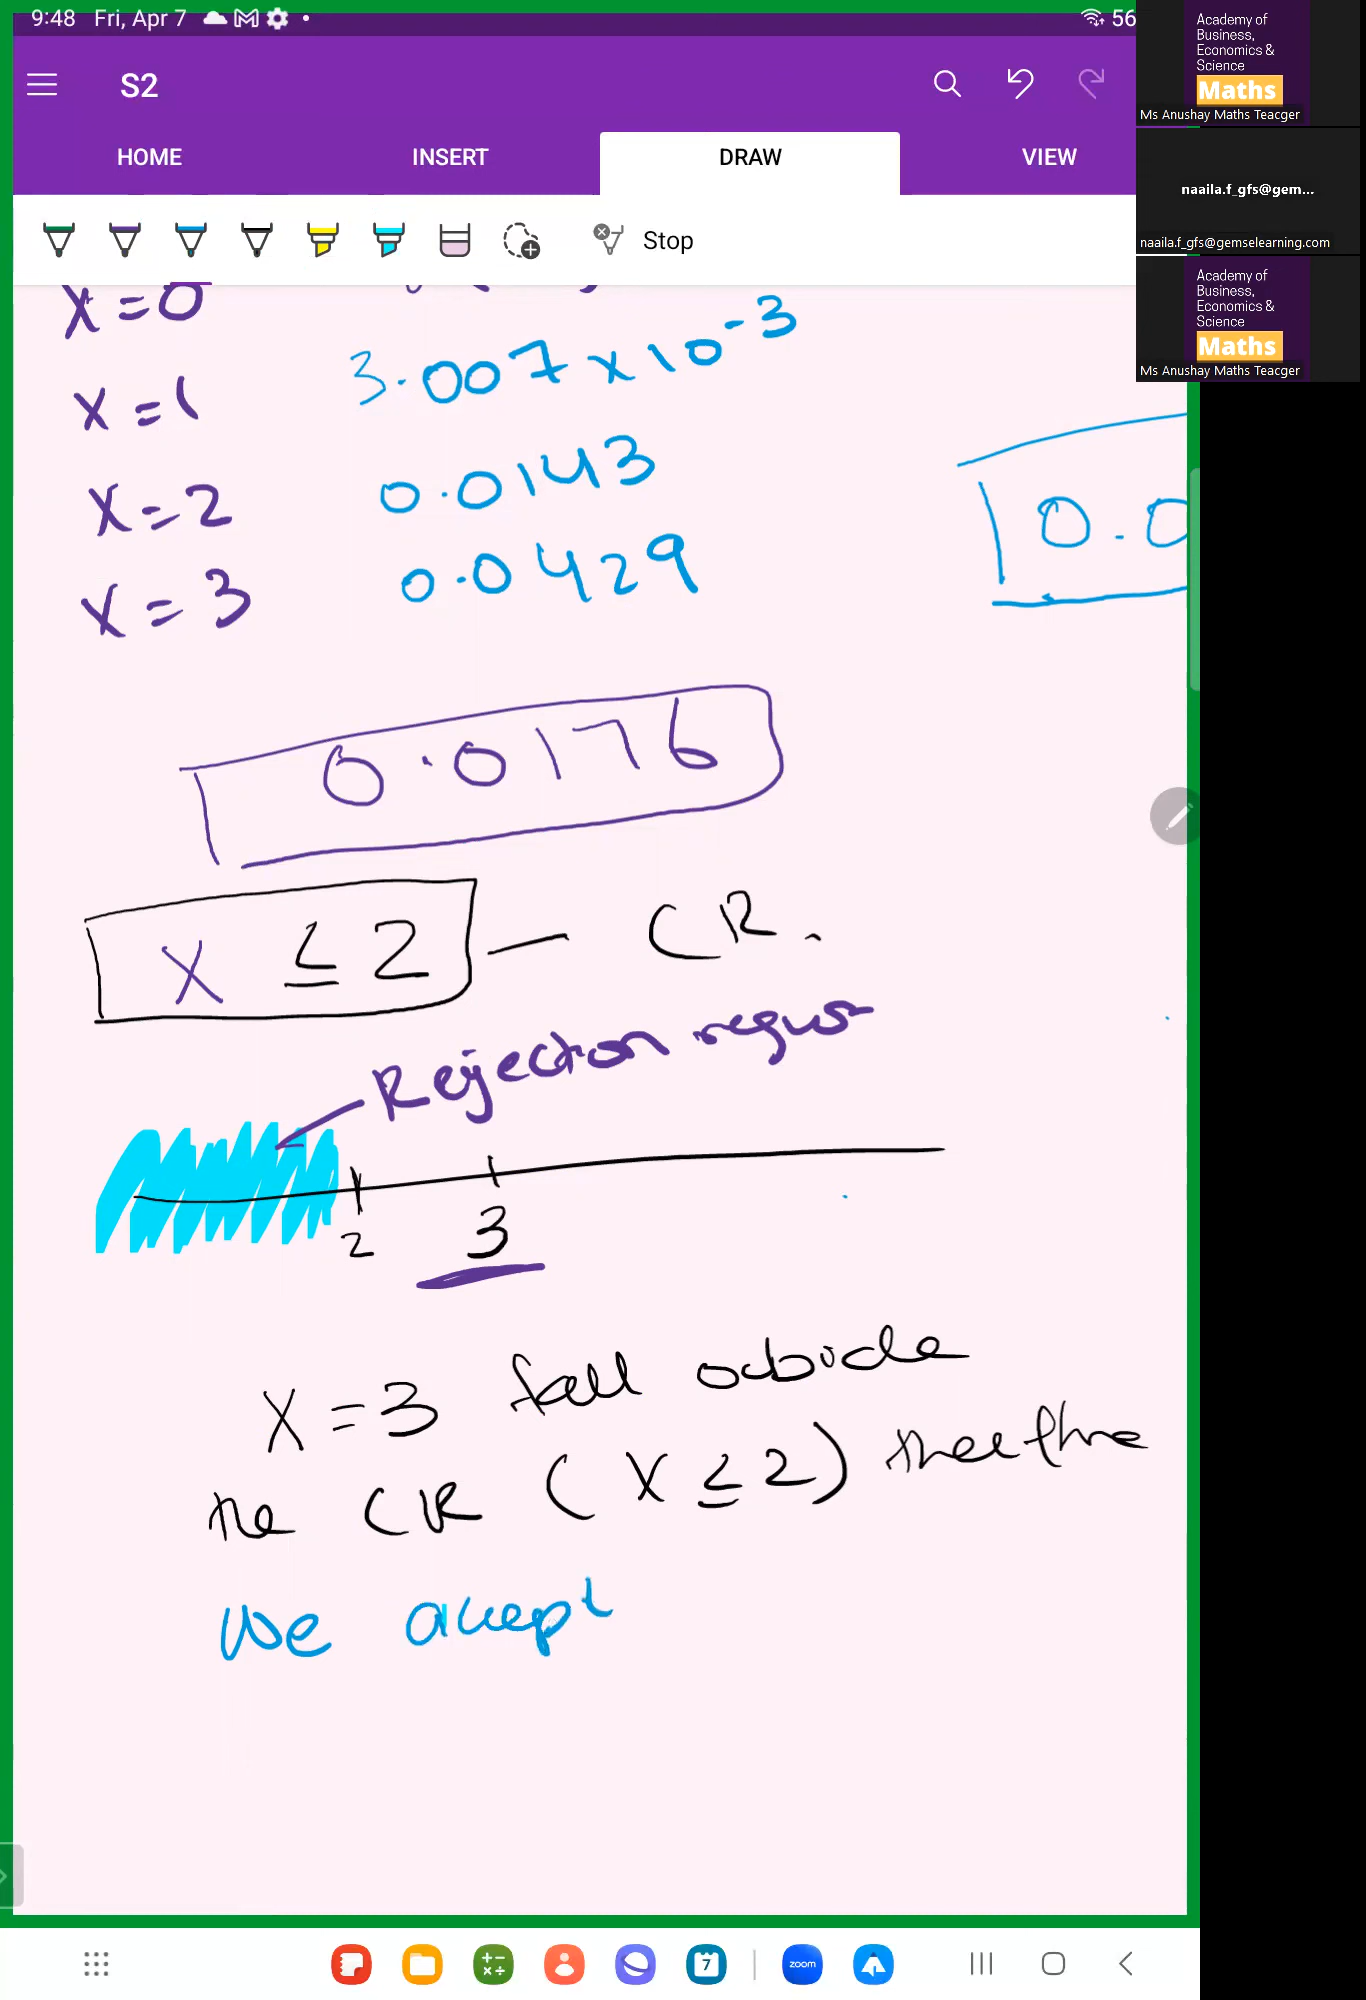 9:48 Fri, Apr 7
56
Academy of
Business,
Economics &
Science
Maths
Ms Anushay Maths Teacger
S2
HOME INSERT DRAW VIEW
naaila.f_gfs@gem...
naaila.f_gfs@gemselearning.com
Stop
Academy of
Business,
Economics &
Science
Maths
Ms Anushay Maths Teacger
x=0
x=1 3.007 x 10^-3
x=2 0.0143
x=3 0.0429
0.0
0.0176
X ≤ 2 — CR.
Rejection
2 3
X = 3 fall outside
the CR (X ≤ 2) therefore
we accept
7
zoom